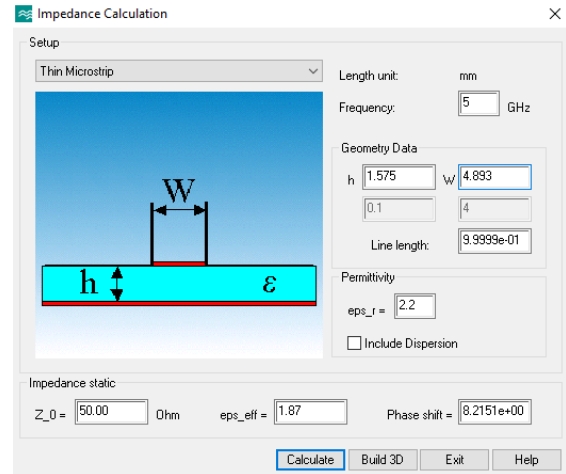 Impedance Calculation
Setup
Thin Microstrip
Length unit: mm
Frequency: 5 GHz
Geometry Data
h 1.575 W 4.893
0.1 4
Line length: 9.9999e-01
W
h ε
Permittivity
eps_r = 2.2
Include Dispersion
Impedance static
Z_0 = 50.00 Ohm eps_eff = 1.87 Phase shift = 8.2151e+00
Calculate Build 3D Exit Help